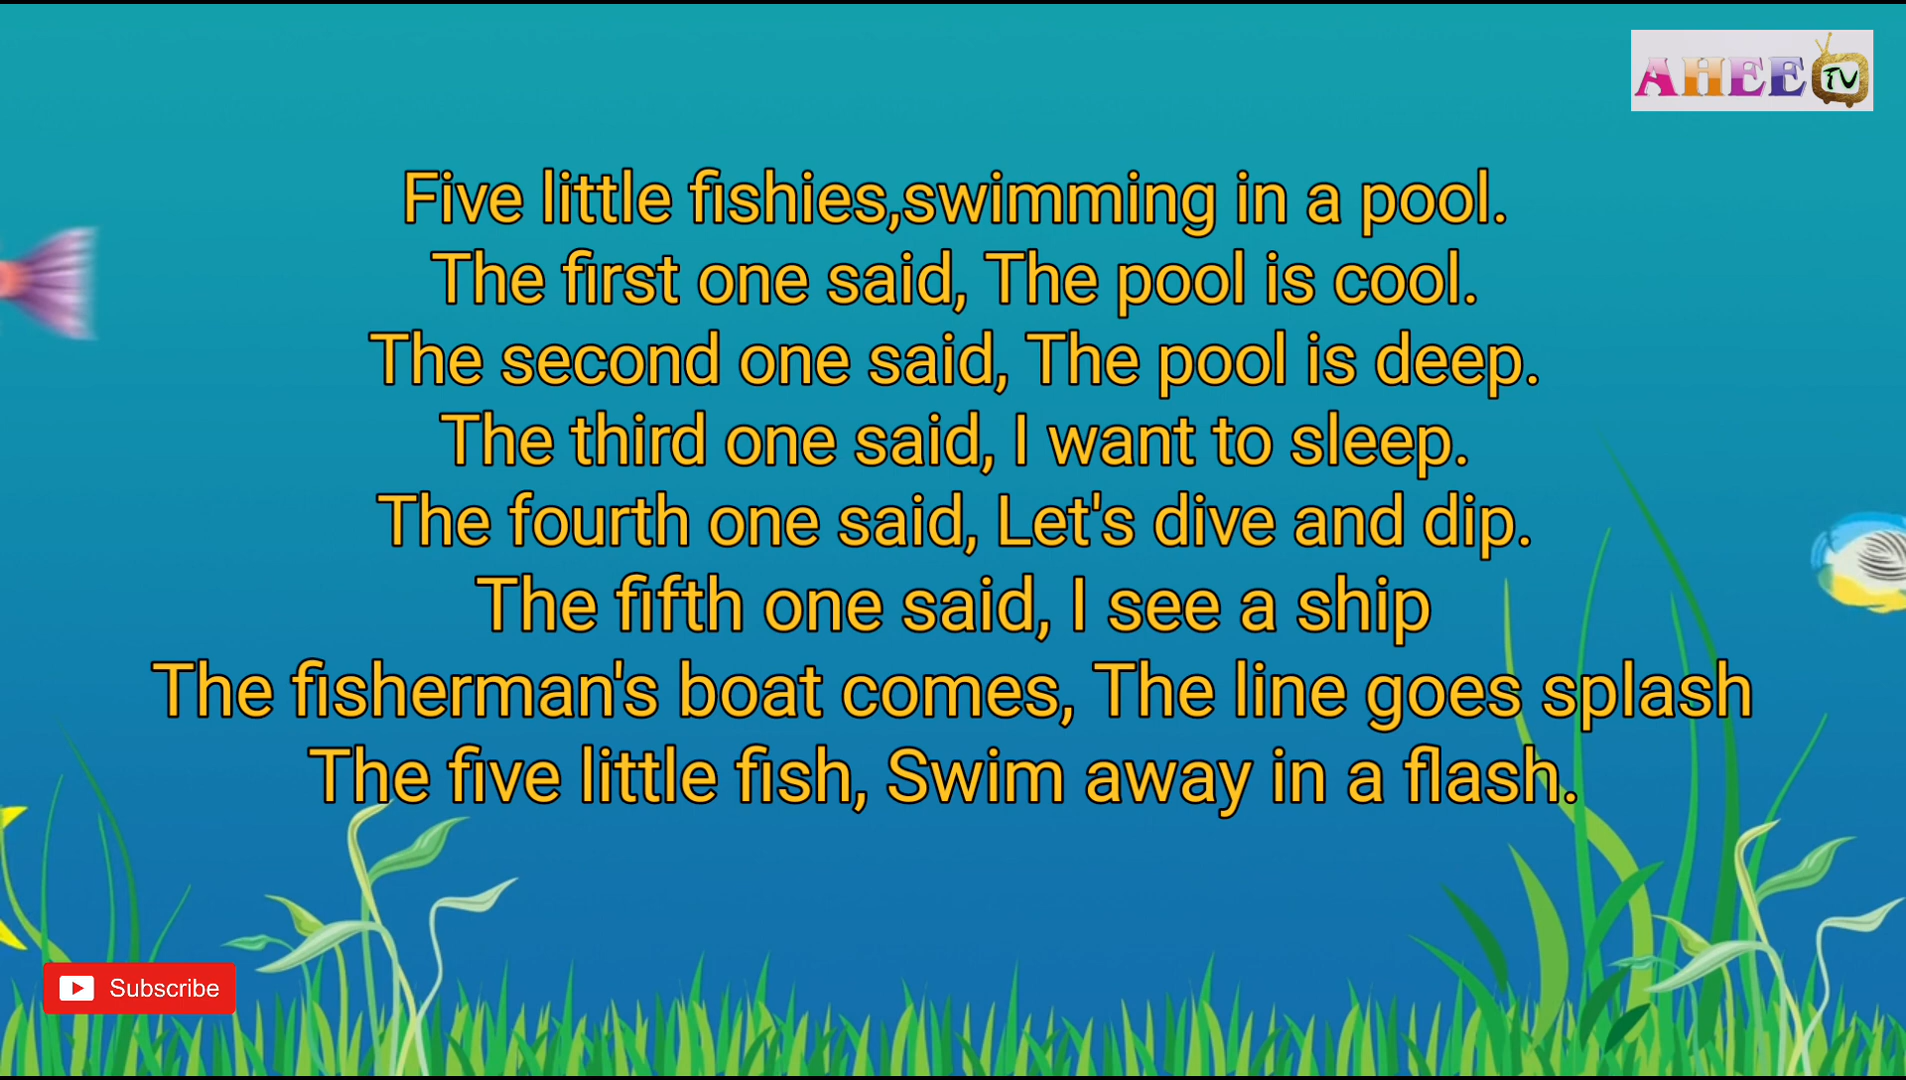 AHEE TV
Five little fishies,swimming in a pool.
The first one said, The pool is cool.
The second one said, The pool is deep.
The third one said, I want to sleep.
The fourth one said, Let's dive and dip.
The fifth one said, I see a ship
The fisherman's boat comes, The line goes splash
The five little fish, Swim away in a flash.
Subscribe